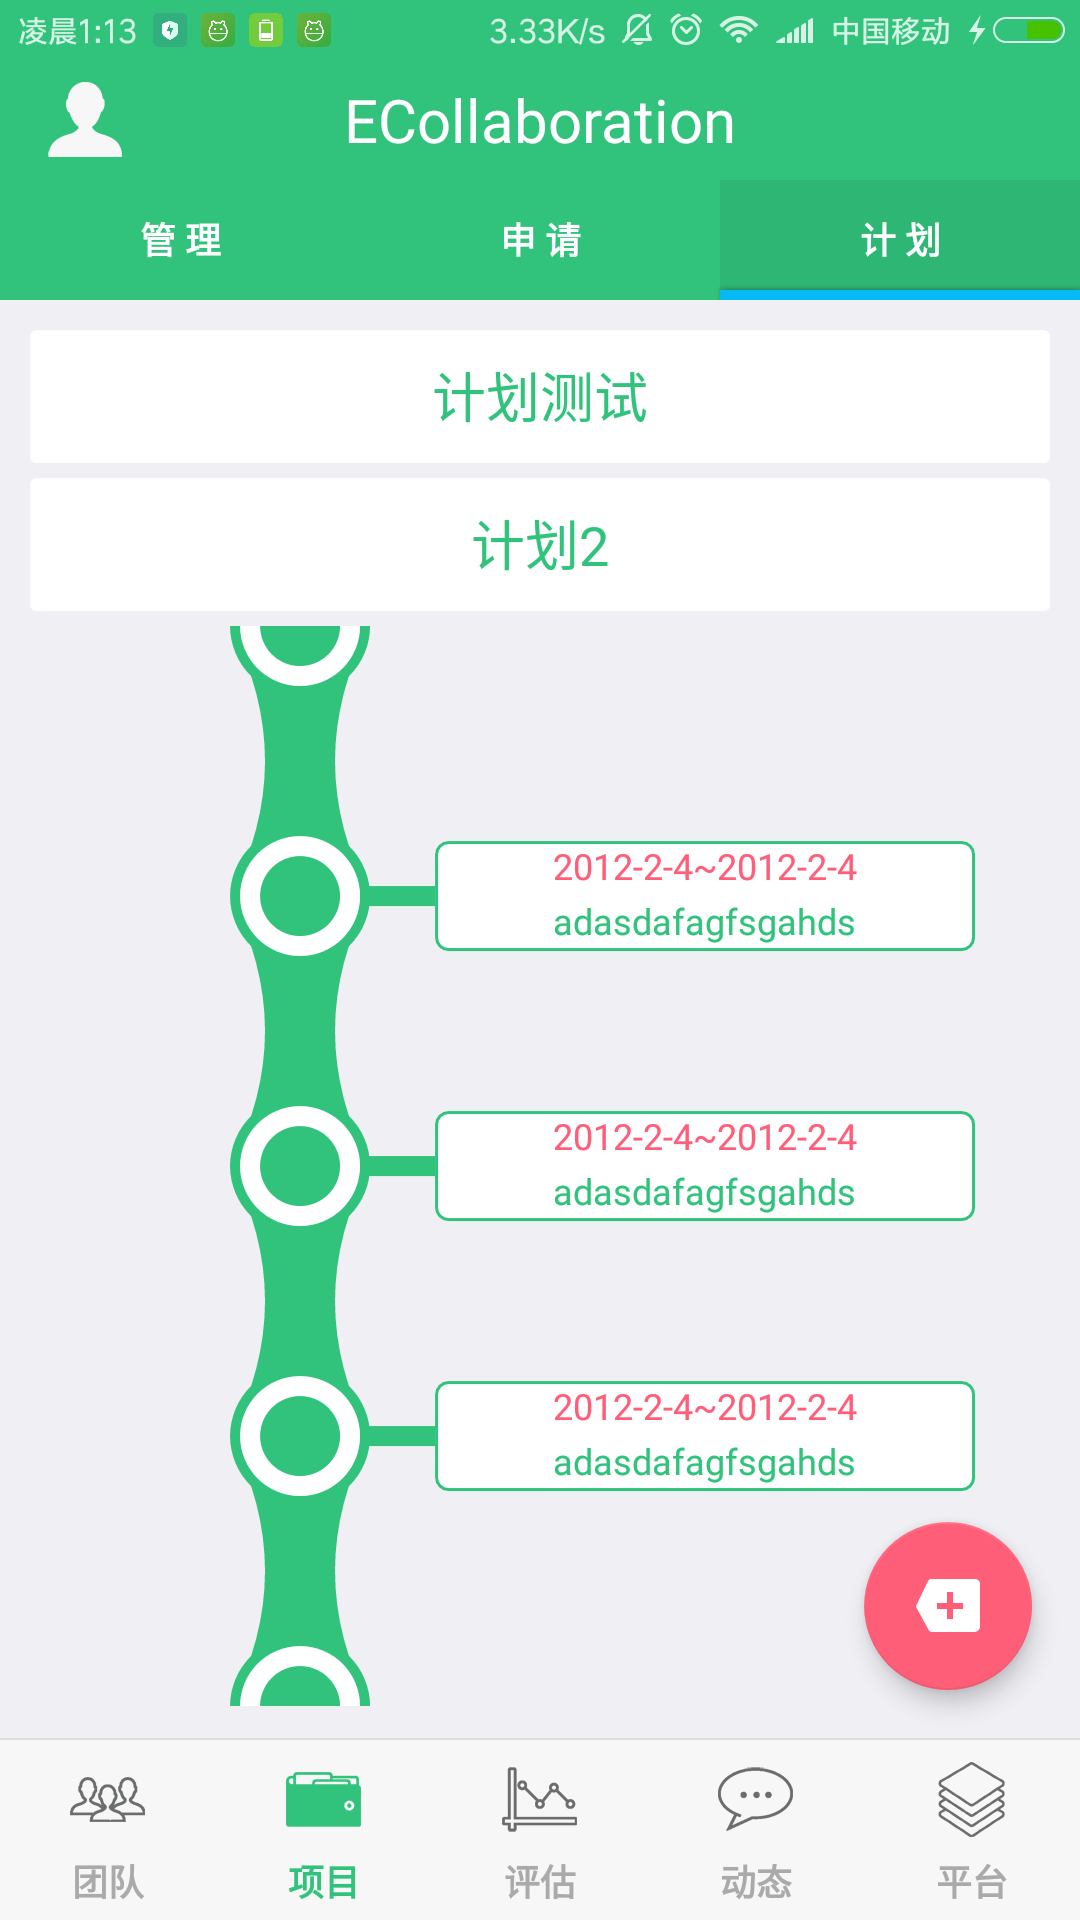 凌晨1:13 3.33K/s 中国移动
ECollaboration
管理 申请 计划
计划测试
计划2
2012-2-4~2012-2-4
adasdafagfsgahds
2012-2-4~2012-2-4
adasdafagfsgahds
2012-2-4~2012-2-4
adasdafagfsgahds
团队 项目 评估 动态 平台